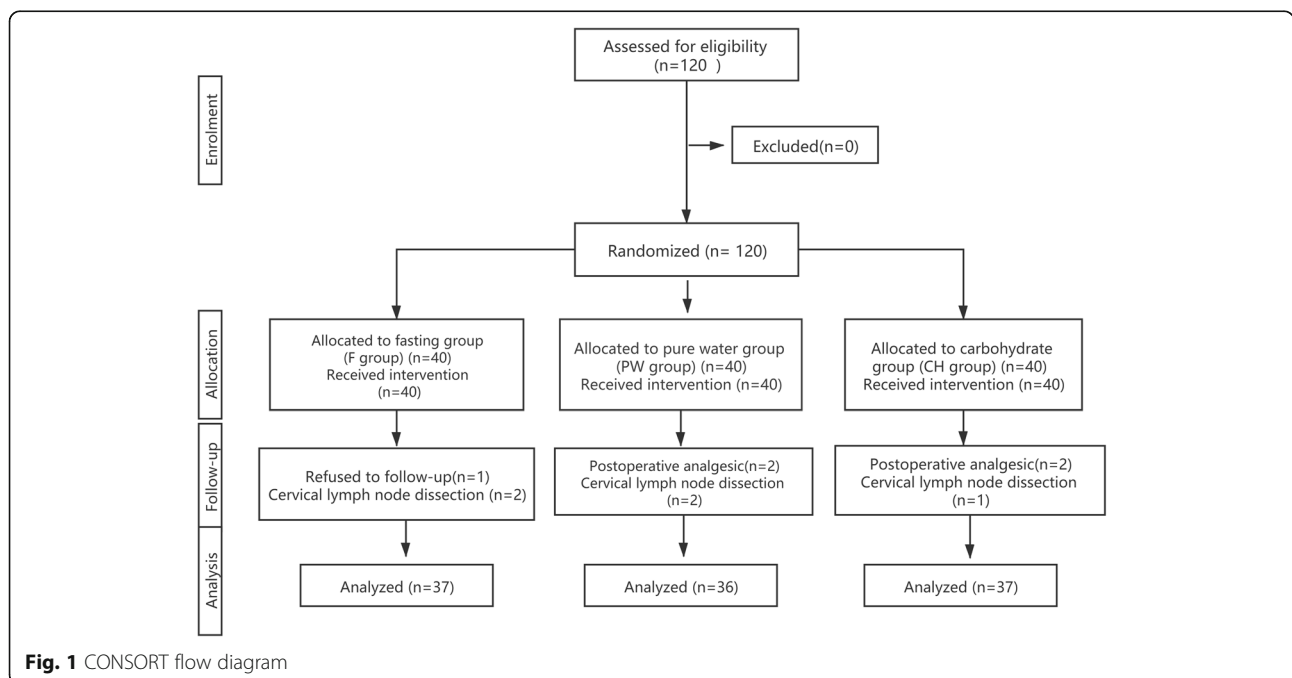 Assessed for eligibility
(n=120 )
Enrolment
Excluded(n=0)
Randomized (n= 120)
Allocation
Allocated to fasting group
(F group) (n=40)
Received intervention
(n=40)
Allocated to pure water group
(PW group) (n=40)
Received intervention (n=40)
Allocated to carbohydrate
group (CH group) (n=40)
Received intervention (n=40)
Follow-up
Refused to follow-up(n=1)
Cervical lymph node dissection (n=2)
Postoperative analgesic(n=2)
Cervical lymph node dissection
(n=2)
Postoperative analgesic(n=2)
Cervical lymph node dissection
(n=1)
Analysis
Analyzed (n=37)
Analyzed (n=36)
Analyzed (n=37)
Fig. 1 CONSORT flow diagram